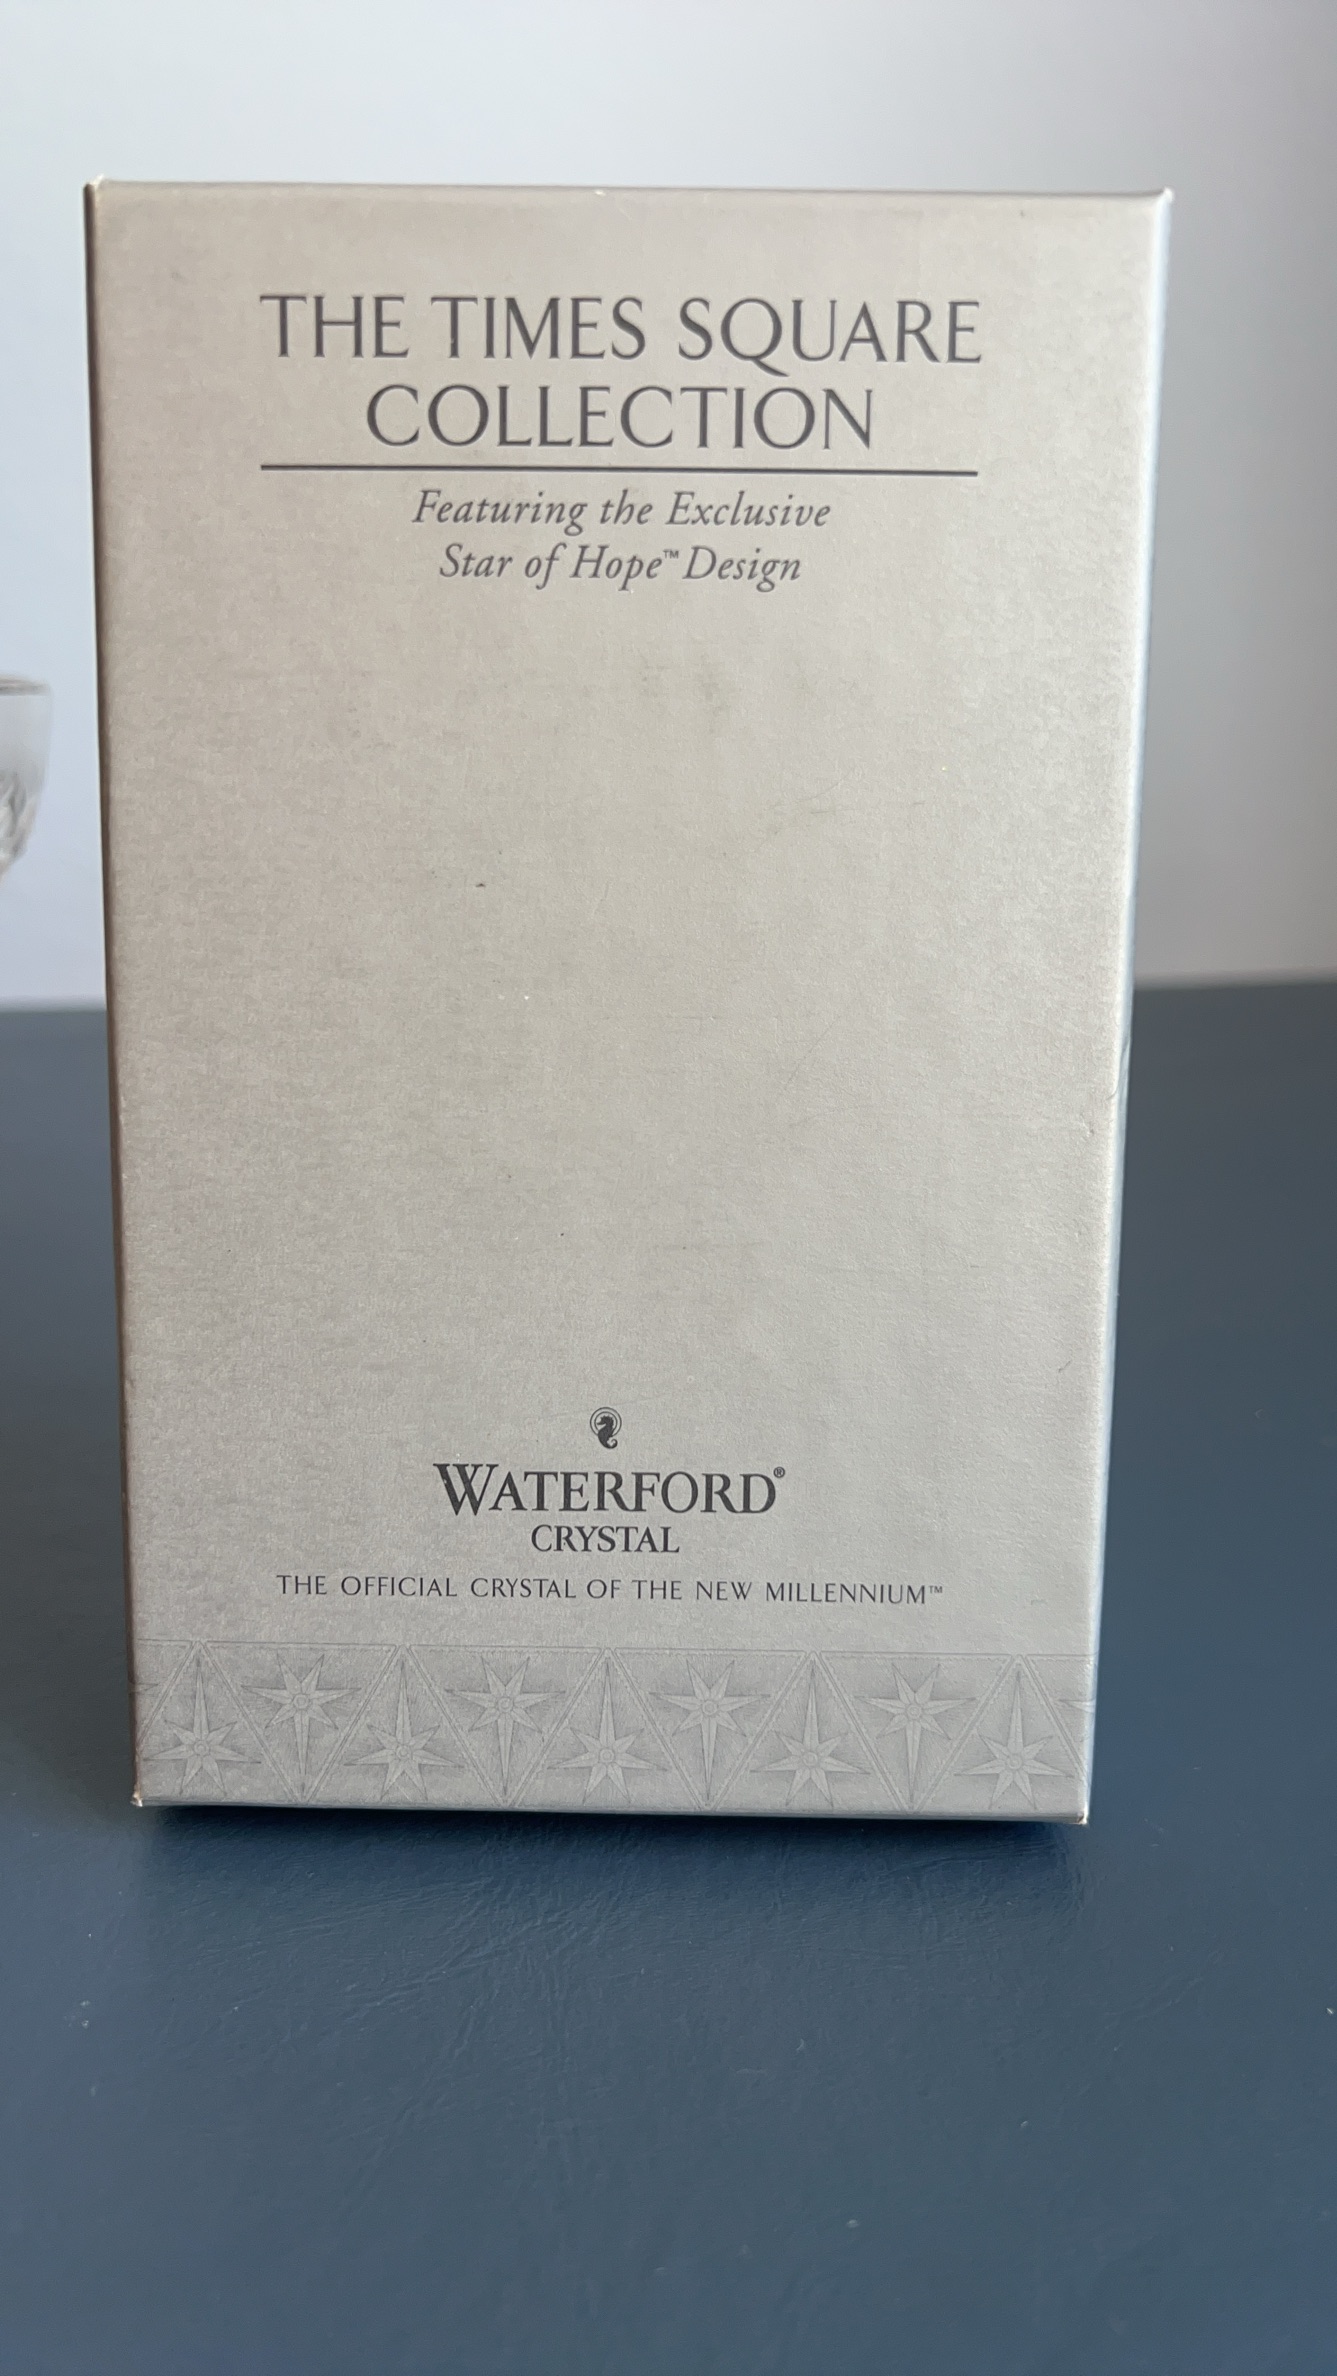 THE TIMES SQUARE
COLLECTION
Featuring the Exclusive
Star of Hope™ Design
WATERFORD®
CRYSTAL
THE OFFICIAL CRYSTAL OF THE NEW MILLENNIUM™